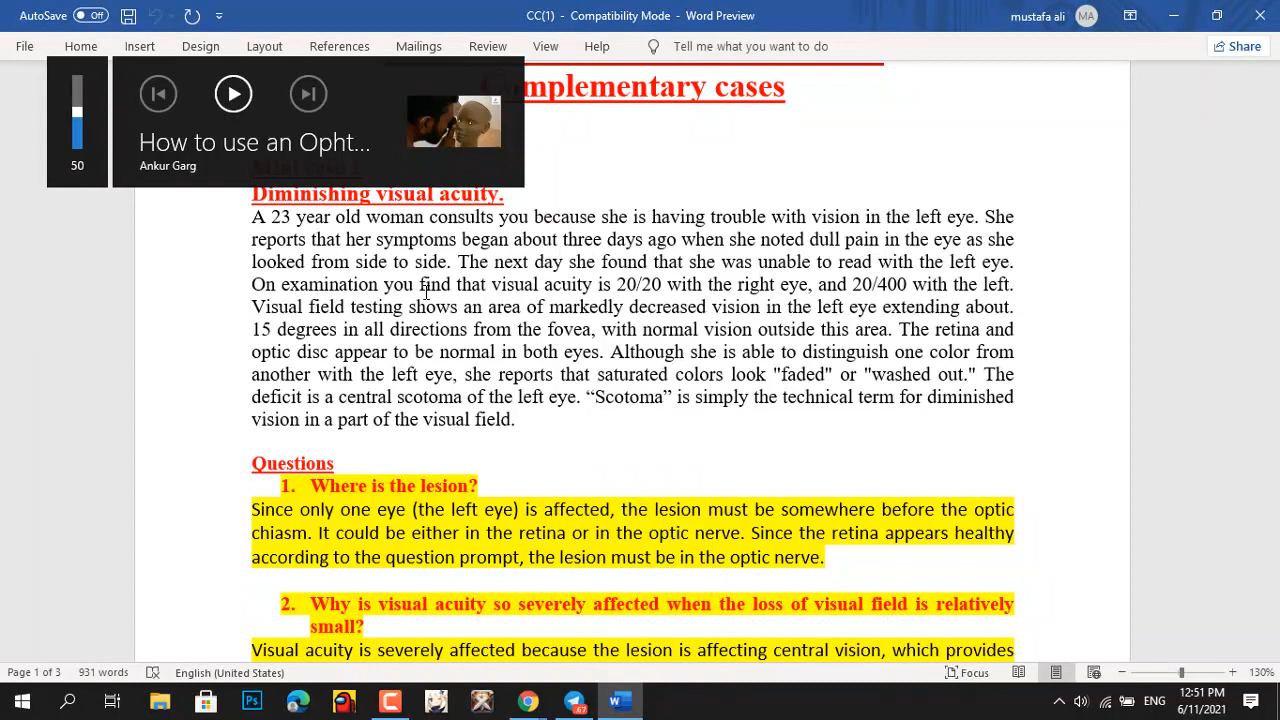 AutoSave Off
CC(1) - Compatibility Mode - Word Preview
mustafa ali MA
File Home Insert Design Layout References Mailings Review View Help Tell me what you want to do Share
Complementary cases
How to use an Opht...
Ankur Garg
50
Diminishing visual acuity.
A 23 year old woman consults you because she is having trouble with vision in the left eye. She
reports that her symptoms began about three days ago when she noted dull pain in the eye as she
looked from side to side. The next day she found that she was unable to read with the left eye.
On examination you find that visual acuity is 20/20 with the right eye, and 20/400 with the left.
Visual field testing shows an area of markedly decreased vision in the left eye extending about.
15 degrees in all directions from the fovea, with normal vision outside this area. The retina and
optic disc appear to be normal in both eyes. Although she is able to distinguish one color from
another with the left eye, she reports that saturated colors look "faded" or "washed out." The
deficit is a central scotoma of the left eye. “Scotoma” is simply the technical term for diminished
vision in a part of the visual field.
Questions
1. Where is the lesion?
Since only one eye (the left eye) is affected, the lesion must be somewhere before the optic
chiasm. It could be either in the retina or in the optic nerve. Since the retina appears healthy
according to the question prompt, the lesion must be in the optic nerve.
2. Why is visual acuity so severely affected when the loss of visual field is relatively
small?
Visual acuity is severely affected because the lesion is affecting central vision, which provides
Page 1 of 3 931 words English (United States) Focus 130%
Ps 67 ENG 12:51 PM
6/11/2021